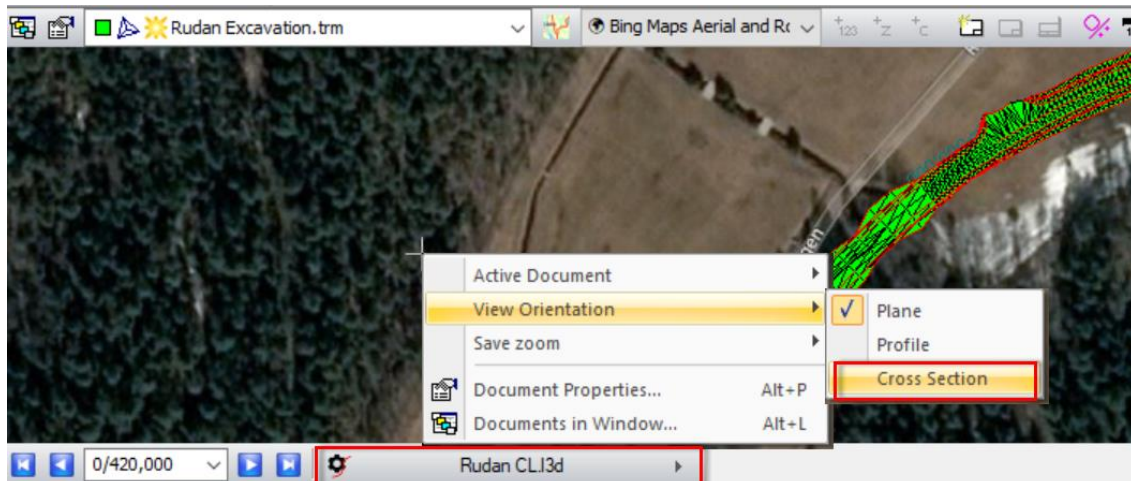 Rudan Excavation.trm
Bing Maps Aerial and Ro
123
z
c
Active Document
View Orientation
Plane
Profile
Save zoom
Cross Section
Document Properties... Alt+P
Documents in Window... Alt+L
0/420,000
Rudan CL.l3d